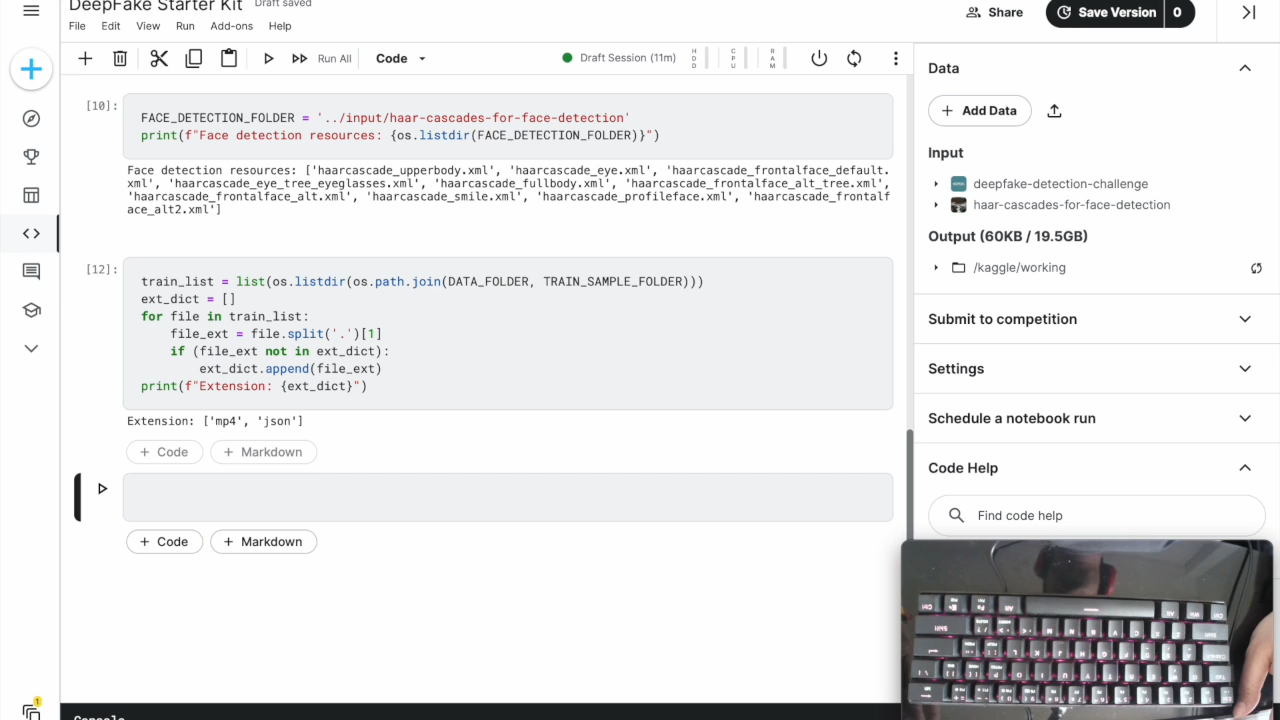 DeepFake Starter Kit
Draft saved
File
Edit
View
Run
Add-ons
Help
Share
Save Version
0
Run All
Code
Draft Session (11m)
HDD
CPU
RAM
[10]:
FACE_DETECTION_FOLDER = '../input/haar-cascades-for-face-detection'
print(f"Face detection resources: {os.listdir(FACE_DETECTION_FOLDER)}")
Face detection resources: ['haarcascade_upperbody.xml', 'haarcascade_eye.xml', 'haarcascade_frontalface_default.
xml', 'haarcascade_eye_tree_eyeglasses.xml', 'haarcascade_fullbody.xml', 'haarcascade_frontalface_alt_tree.xml',
'haarcascade_frontalface_alt.xml', 'haarcascade_smile.xml', 'haarcascade_profileface.xml', 'haarcascade_frontalf
ace_alt2.xml']
[12]:
train_list = list(os.listdir(os.path.join(DATA_FOLDER, TRAIN_SAMPLE_FOLDER)))
ext_dict = []
for file in train_list:
    file_ext = file.split('.')[1]
    if (file_ext not in ext_dict):
        ext_dict.append(file_ext)
print(f"Extension: {ext_dict}")
Extension: ['mp4', 'json']
+ Code
+ Markdown
+ Code
+ Markdown
Data
+ Add Data
Input
deepfake-detection-challenge
haar-cascades-for-face-detection
Output (60KB / 19.5GB)
/kaggle/working
Submit to competition
Settings
Schedule a notebook run
Code Help
Find code help
1
Console